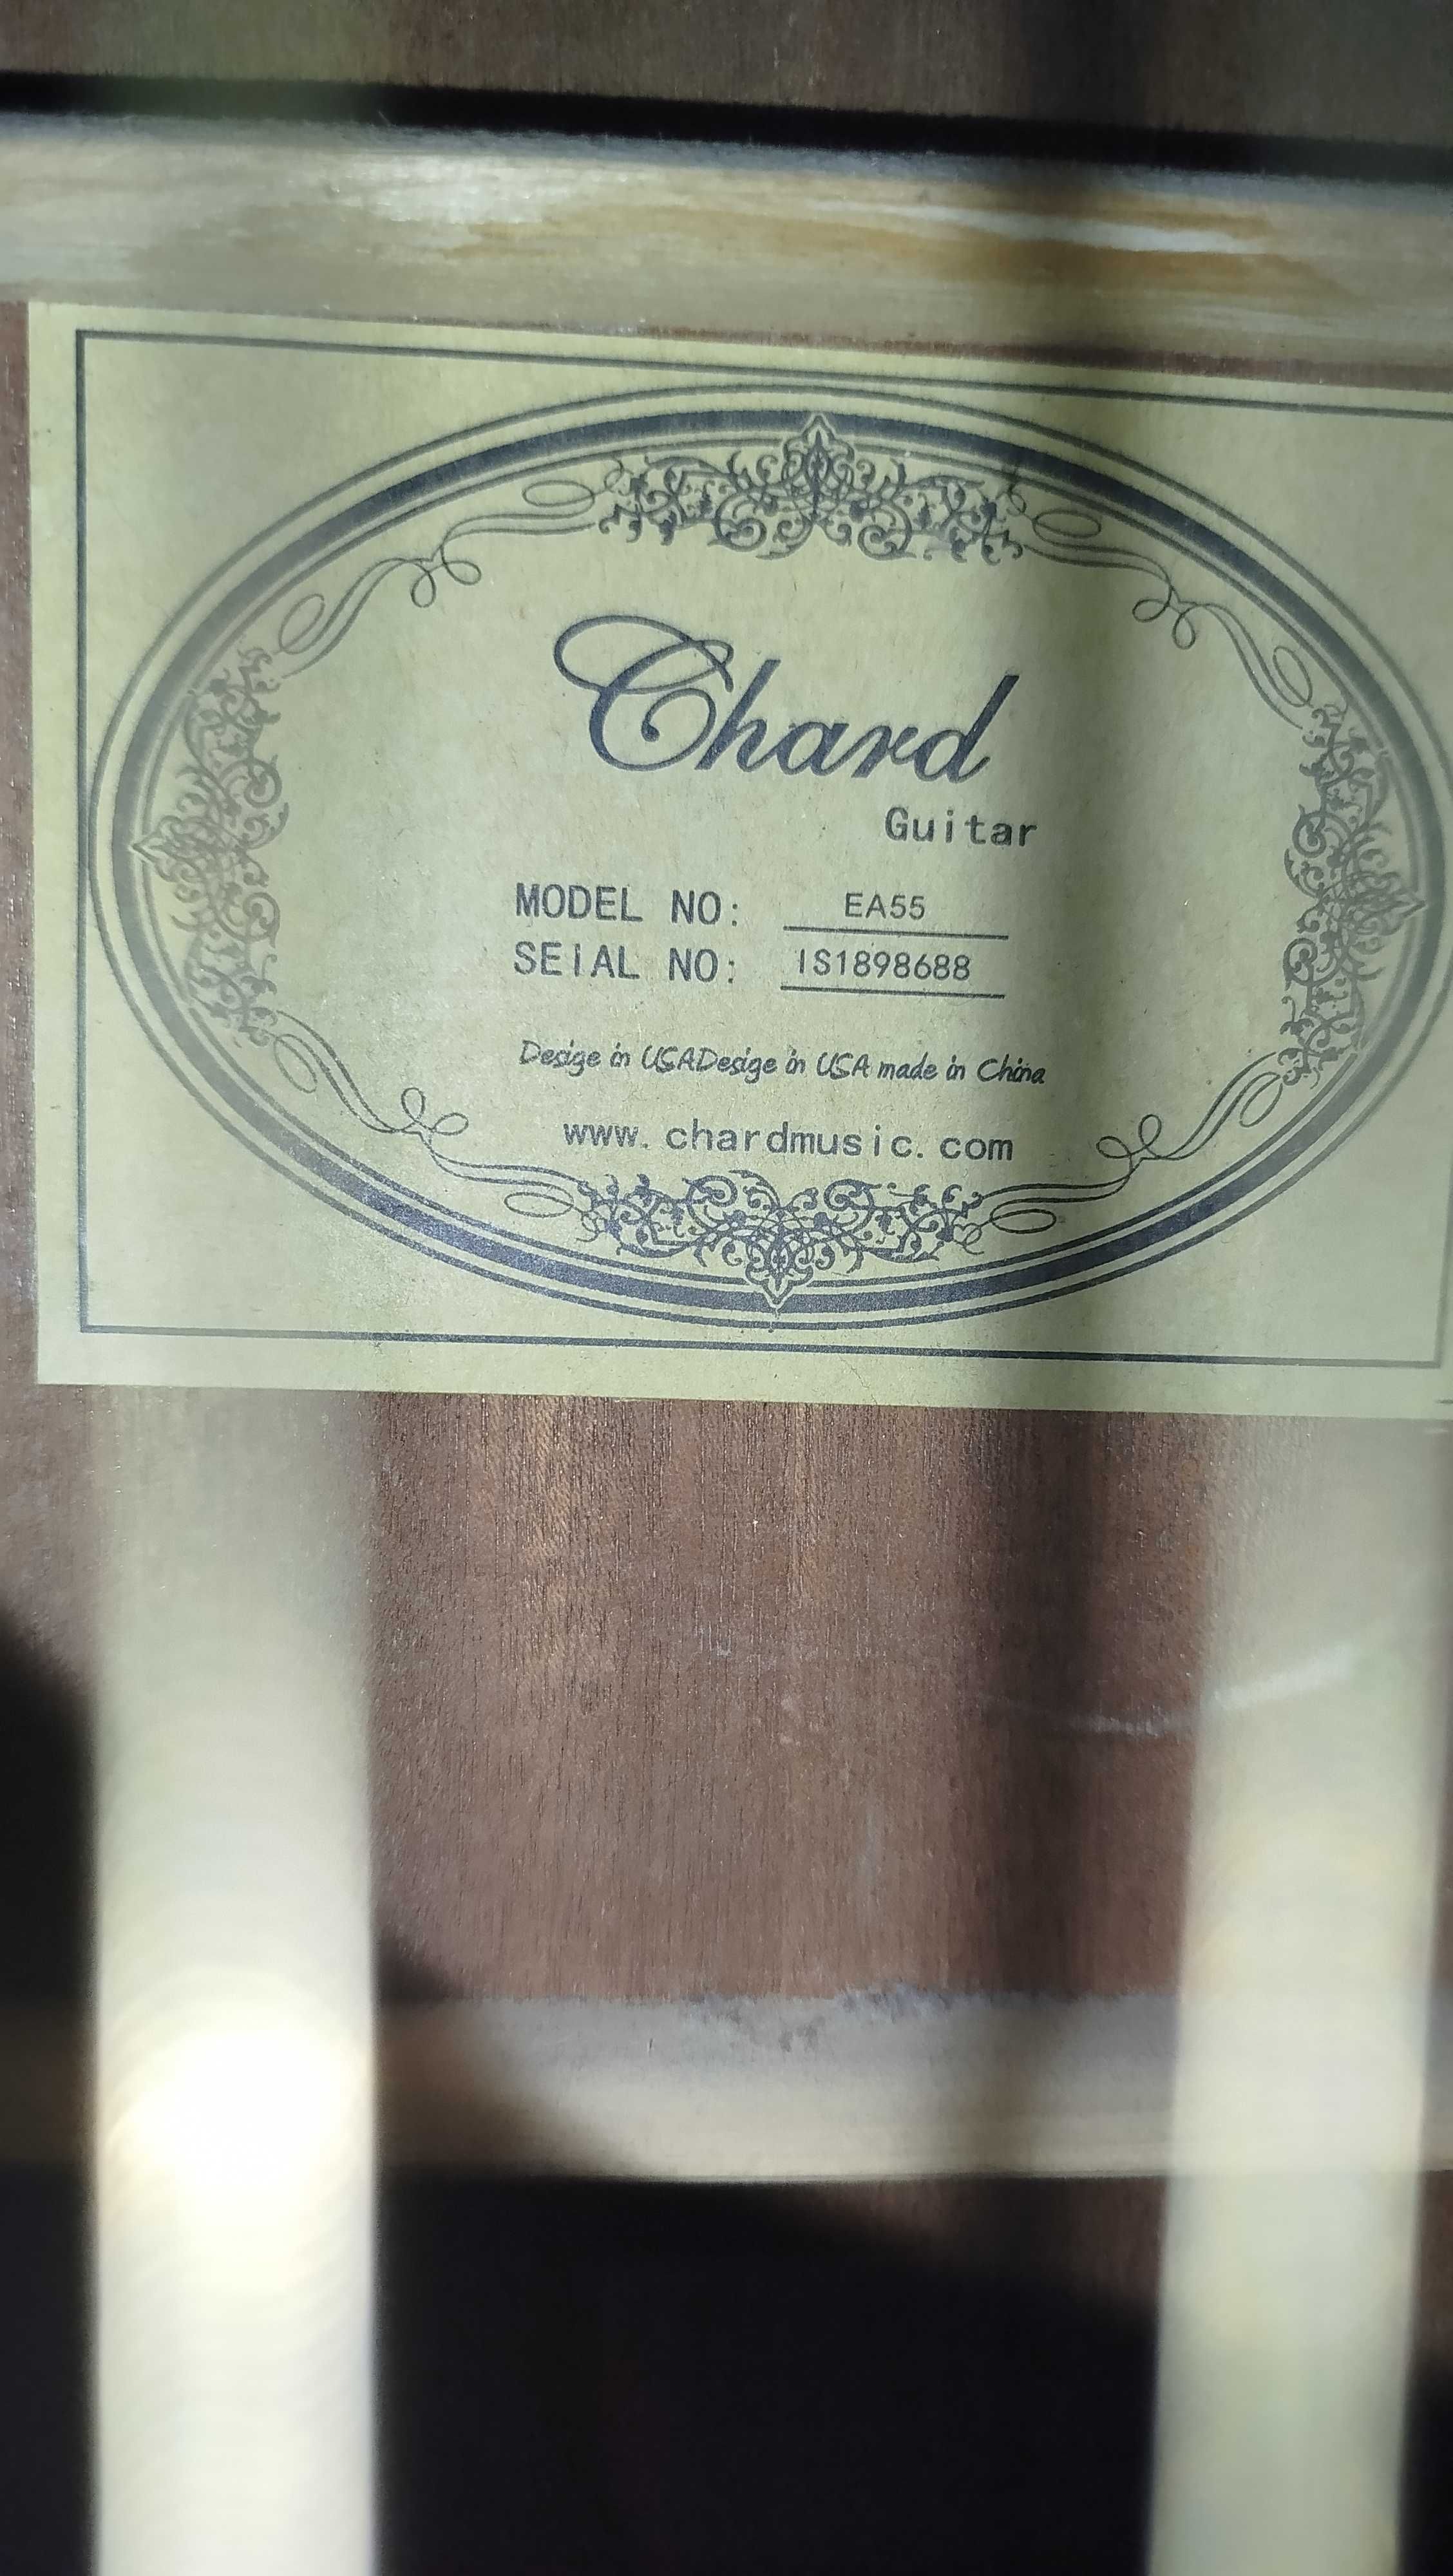 Chard
Guitar
MODEL NO: EA55
SEIAL NO: IS1898688
Desige in USADesige in USA made in China
www.chardmusic.com